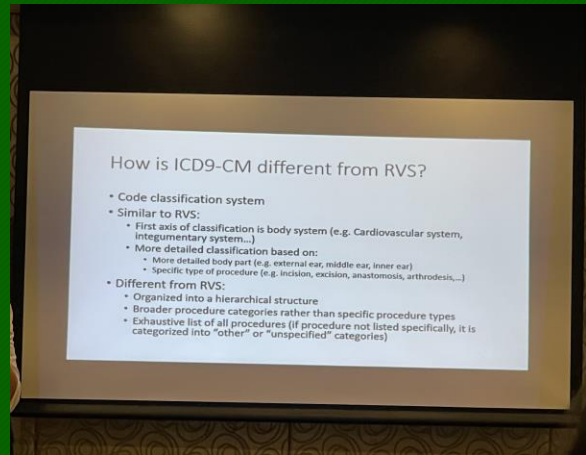 How is ICD9-CM different from RVS?
• Code classification system
• Similar to RVS:
• First axis of classification is body system (e.g. Cardiovascular system,
integumentary system...)
• More detailed classification based on:
• More detailed body part (e.g. external ear, middle ear, inner ear)
• Specific type of procedure (e.g. incision, excision, anastomosis, arthrodesis,...)
• Different from RVS:
• Organized into a hierarchical structure
• Broader procedure categories rather than specific procedure types
• Exhaustive list of all procedures (if procedure not listed specifically, it is
categorized into "other" or "unspecified" categories)